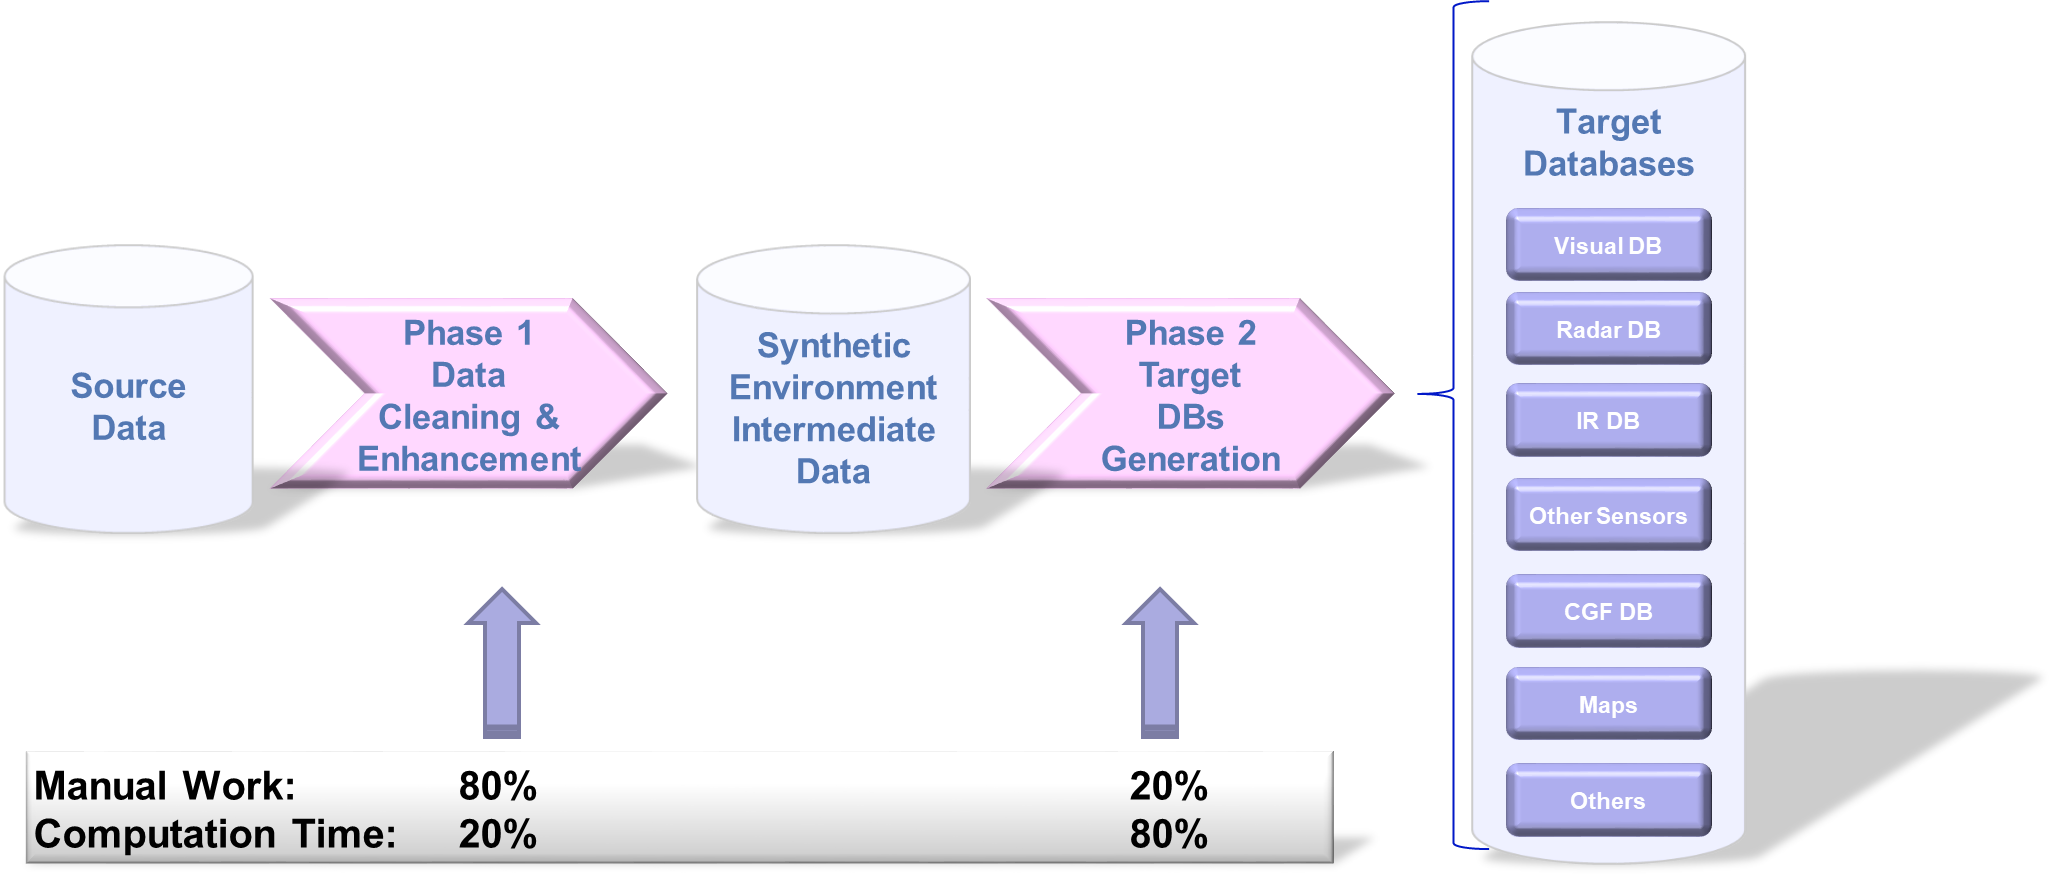 Source
Data
Phase 1
Data
Cleaning &
Enhancement
Synthetic
Environment
Intermediate
Data
Phase 2
Target
DBs
Generation
Target
Databases
Visual DB
Radar DB
IR DB
Other Sensors
CGF DB
Maps
Others
Manual Work: 80% 20%
Computation Time: 20% 80%